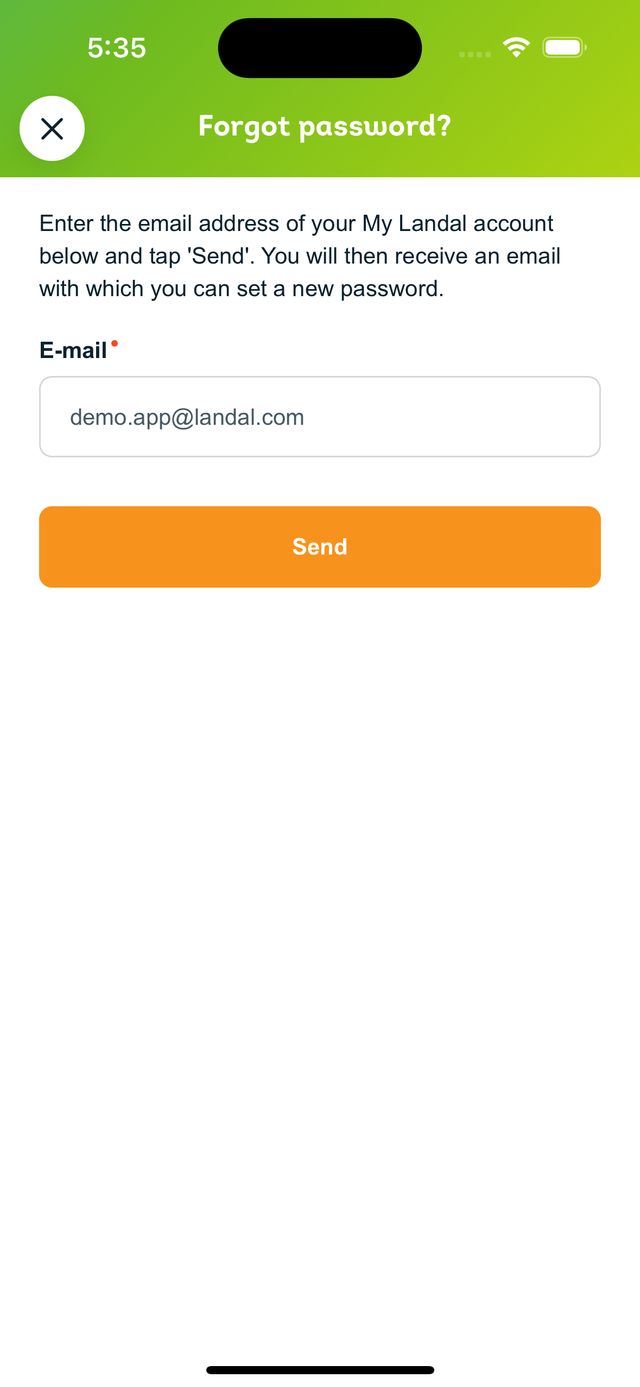 5:35
Forgot password?
Enter the email address of your My Landal account
below and tap 'Send'. You will then receive an email
with which you can set a new password.
E-mail
demo.app@landal.com
Send